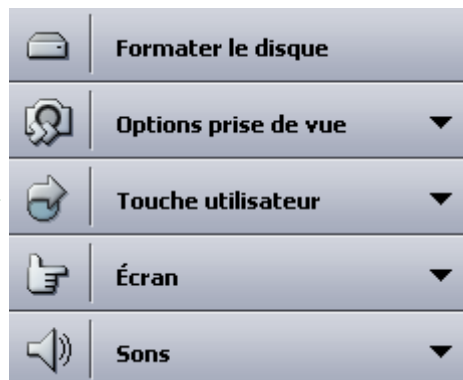 Formater le disque
Options prise de vue
Touche utilisateur
Écran
Sons